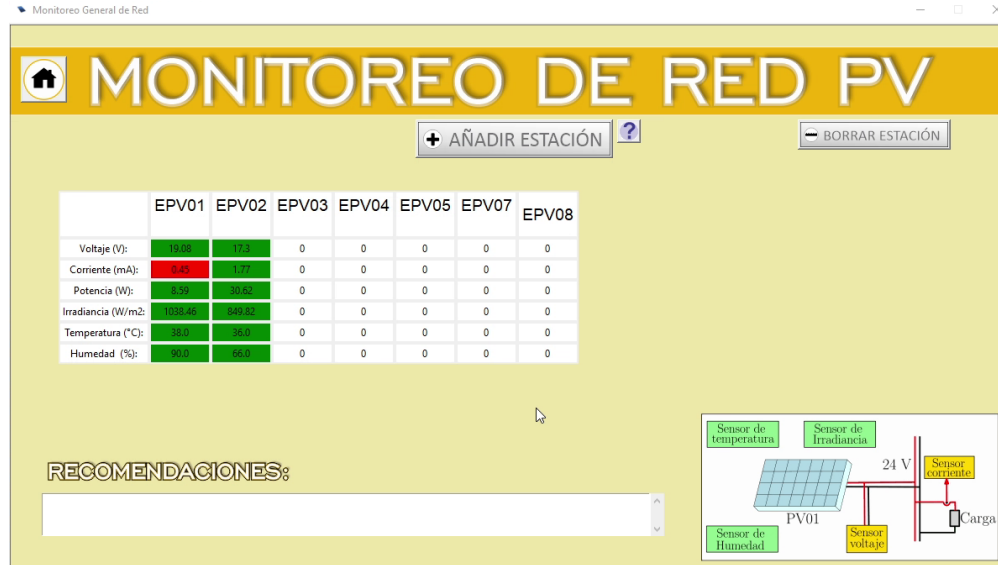 Monitoreo General de Red
MONITOREO DE RED PV
AÑADIR ESTACIÓN
?
BORRAR ESTACIÓN
EPV01 EPV02 EPV03 EPV04 EPV05 EPV07 EPV08
Voltaje (V): 19.08 17.3 0 0 0 0 0
Corriente (mA): 0.45 1.77 0 0 0 0 0
Potencia (W): 8.59 30.62 0 0 0 0 0
Irradiancia (W/m2: 1038.46 849.82 0 0 0 0 0
Temperatura (°C): 38.0 36.0 0 0 0 0 0
Humedad (%): 90.0 66.0 0 0 0 0 0
RECOMENDACIONES:
Sensor de
temperatura
Sensor de
Irradiancia
24 V
Sensor
corriente
PV01
Carga
Sensor de
Humedad
Sensor
voltaje